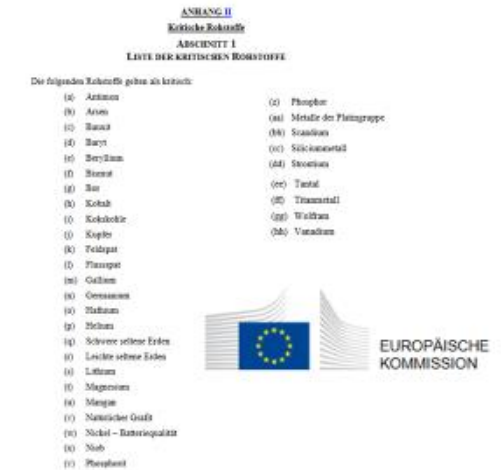 ANHANG II
Kritische Rohstoffe
ABSCHNITT 1
LISTE DER KRITISCHEN ROHSTOFFE
Die folgenden Rohstoffe gelten als kritisch:
(a) Antimon
(b) Arsen
(c) Bauxit
(d) Baryt
(e) Beryllium
(f) Bismut
(g) Bor
(h) Kobalt
(i) Kokskohle
(j) Kupfer
(k) Feldspat
(l) Flussspat
(m) Gallium
(n) Germanium
(o) Hafnium
(p) Helium
(q) Schwere seltene Erden
(r) Leichte seltene Erden
(s) Lithium
(t) Magnesium
(u) Mangan
(v) Natürlicher Grafit
(w) Nickel – Batteriequalität
(x) Niob
(y) Phosphorit
(z) Phosphor
(aa) Metalle der Platingruppe
(bb) Scandium
(cc) Siliciummetall
(dd) Strontium
(ee) Tantal
(ff) Titanmetall
(gg) Wolfram
(hh) Vanadium
EUROPÄISCHE
KOMMISSION